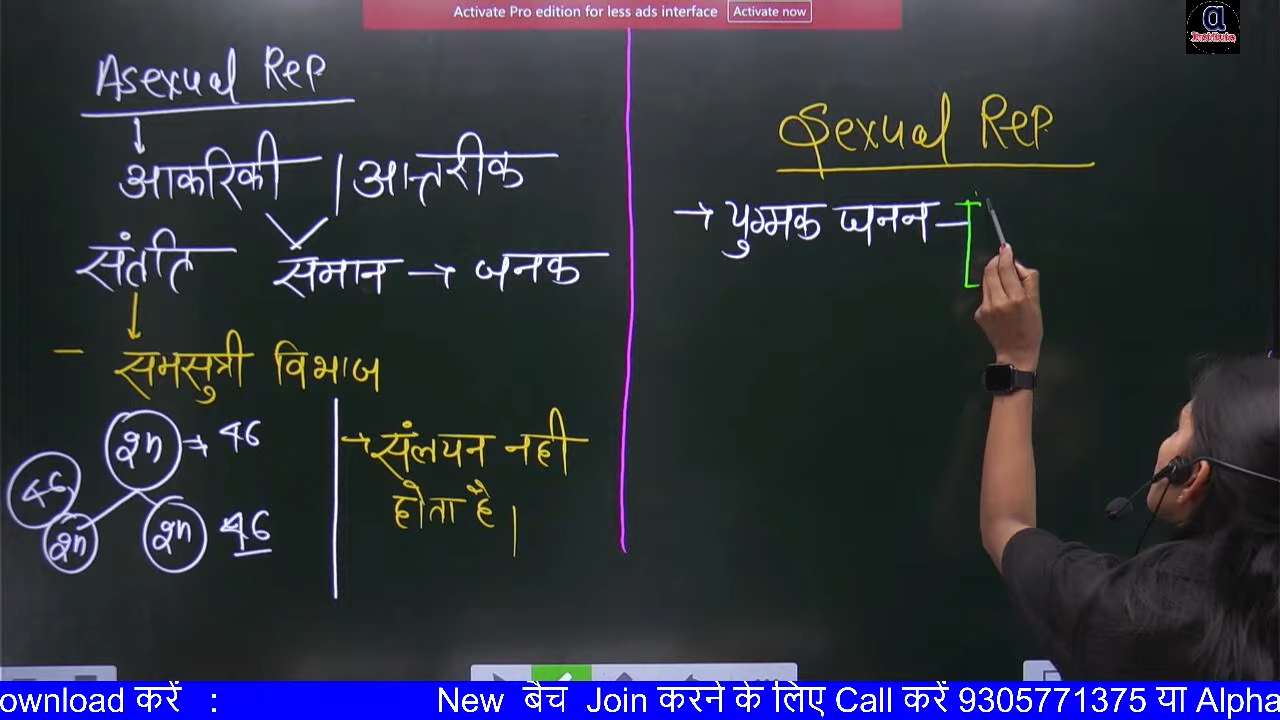 Activate Pro edition for less ads interface Activate now
a
Institute
Asexual Rep
आकरिकी / आन्तरीक
संतति समान → जनक
- समसुत्री विभाज
2n → 46
46
2n 2n 46
→ संलयन नही
होता है।
Sexual Rep
→ युग्मक जनन -
ownload करें : New बैच Join करने के लिए Call करें 9305771375 या Alpha